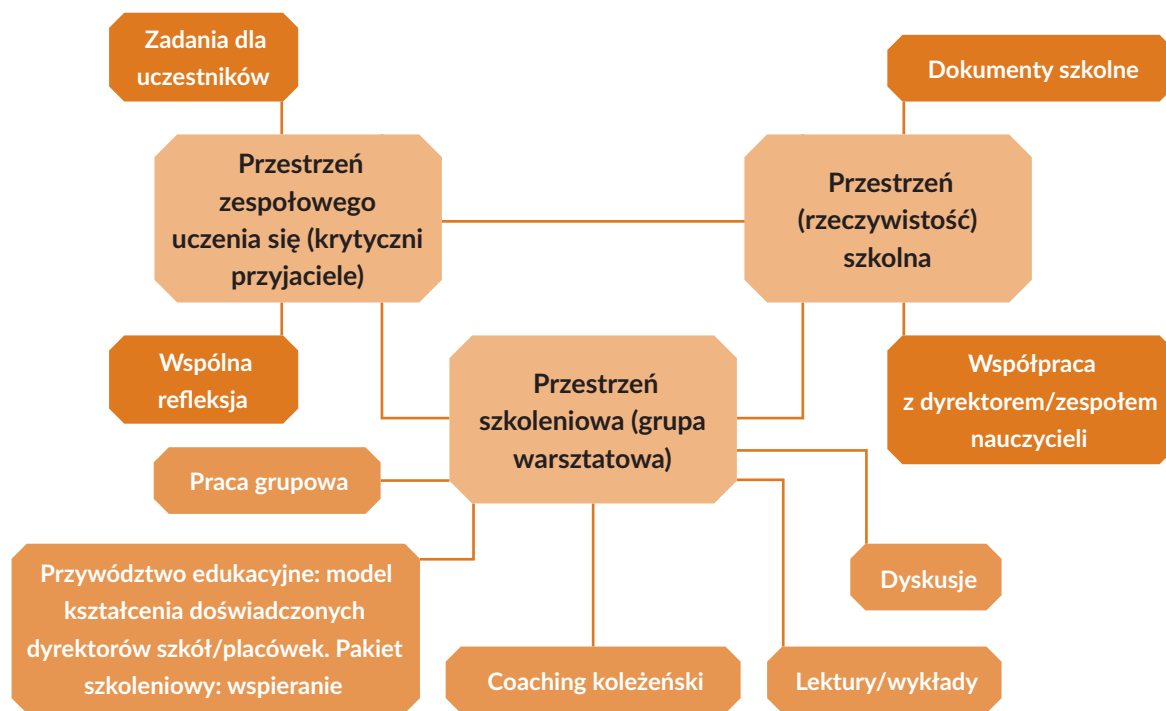 Zadania dla
uczestników
Dokumenty szkolne
Przestrzeń
zespołowego
uczenia się (krytyczni
przyjaciele)
Przestrzeń
(rzeczywistość)
szkolna
Wspólna
refleksja
Przestrzeń
szkoleniowa (grupa
warsztatowa)
Współpraca
z dyrektorem/zespołem
nauczycieli
Praca grupowa
Przywództwo edukacyjne: model
kształcenia doświadczonych
dyrektorów szkół/placówek. Pakiet
szkoleniowy: wspieranie
Dyskusje
Coaching koleżeński
Lektury/wykłady